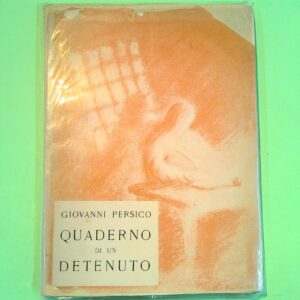 GIOVANNI PERSICO
QUADERNO
DI UN
DETENUTO